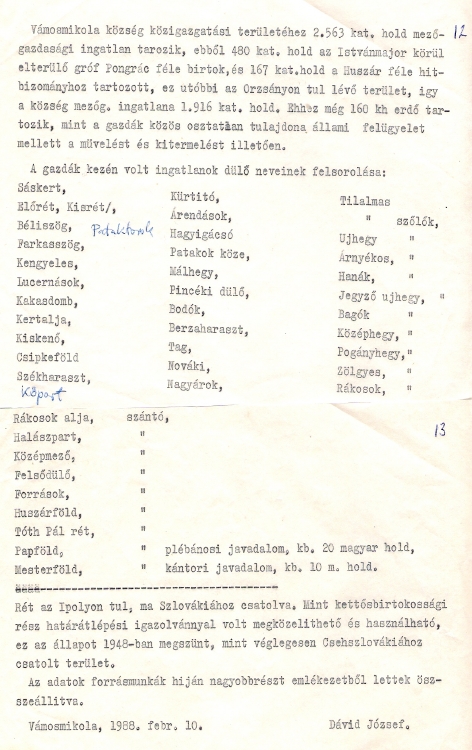 Vámosmikola község közigazgatási területéhez 2.563 kat. hold mező- 12
gazdasági ingatlan tarozik, ebből 480 kat. hold az Istvánmajor körül
elterülő gróf Pongrác féle birtok,és 167 kat.hold a Huszár féle hit-
bizományhoz tartozott, ez utóbbi az Orzsányon tul lévő terület, igy
a község mezőg. ingatlana 1.916 kat. hold. Ehhez még 160 kh erdő tar-
tozik, mint a gazdák közös osztatlan tulajdona állami felügyelet
mellett a művelést és kitermelést illetően.
A gazdák kezén volt ingatlanok dülő neveinek felsorolása:
Sáskert,
Előrét, Kisrét/,
Béliszög, Pataktorok
Farkasszög,
Kengyeles,
Lucernások,
Kakasdomb,
Kertalja,
Kiskenó,
Csipkeföld
Székharaszt,
Köpart
Kürtitó,
Árendások,
Hagyigácsó
Patakok köze,
Málhegy,
Pincéki dülő,
Bodók,
Berzaharaszt,
Tag,
Nováki,
Nagyárok,
Tilalmas
" szőlők,
Ujhegy "
Árnyékos, "
Hanák, "
Jegyző ujhegy, "
Bagók "
Középhegy, "
Pogányhegy,"
Zölgyes, "
Rákosok, "
Rákosok alja, szántó,
13
Halászpart, "
Középmező, "
Felsődülő, "
Források, "
Huszárföld, "
Tóth Pál rét, "
Papföld, " plébánosi javadalom, kb. 20 magyar hold,
Mesterföld, " kántori javadalom, kb. 10 m. hold.
Rét az Ipolyon tul, ma Szlovákiához csatolva. Mint kettősbirtokossági
rész határátlépési igazolvánnyal volt megközelithető és használható,
ez az állapot 1948-ban megszünt, mint véglegesen Csehszlovákiához
csatolt terület.
Az adatok forrásmunkák hiján nagyobbrészt emlékezetből lettek ösz-
szeállitva.
Vámosmikola, 1988. febr. 10. Dávid József.